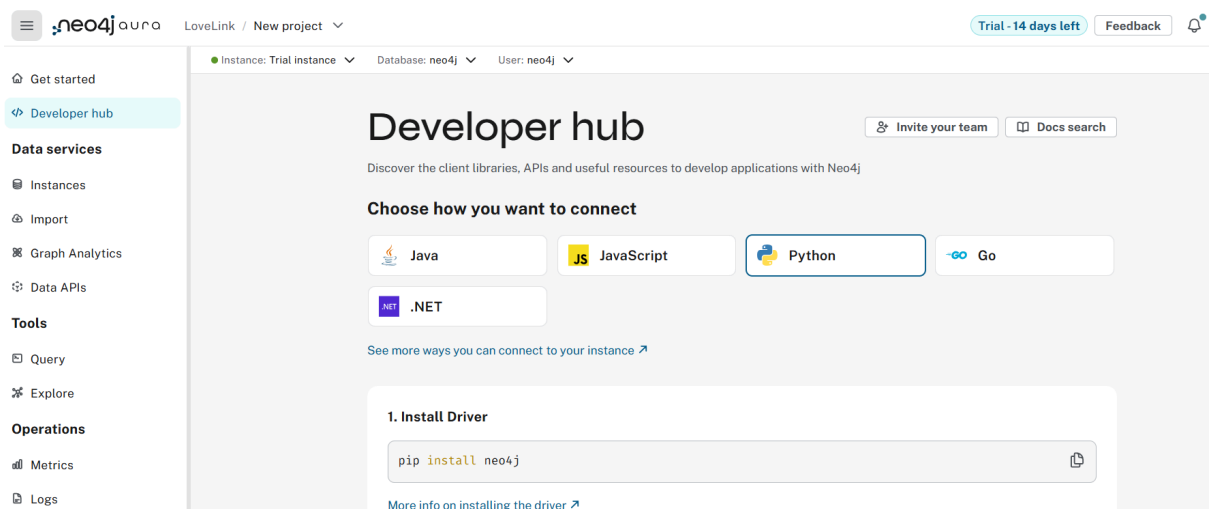 neo4j aura LoveLink / New project Trial - 14 days left Feedback
Instance: Trial instance Database: neo4j User: neo4j
Get started
Developer hub
Data services
Instances
Import
Graph Analytics
Data APIs
Tools
Query
Explore
Operations
Metrics
Logs
Developer hub
Invite your team Docs search
Discover the client libraries, APIs and useful resources to develop applications with Neo4j
Choose how you want to connect
Java JS JavaScript Python GO Go
.NET .NET
See more ways you can connect to your instance
1. Install Driver
pip install neo4j
More info on installing the driver